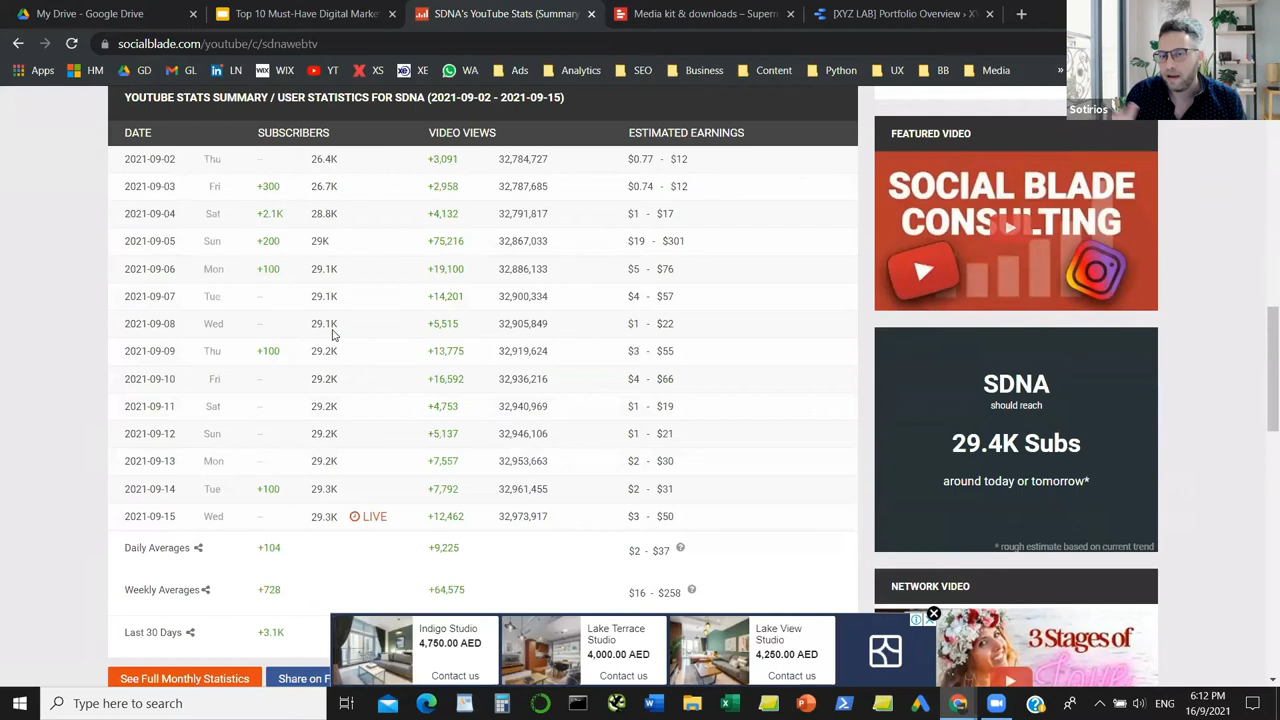 My Drive - Google Drive
Top 10 Must-Have Digital Market
SDNA's YouTube Summary
Media kit & downloads – Superm
[XYZ LAB] Portfolio Overview › X
socialblade.com/youtube/c/sdnawebtv
Apps HM GD GL LN WIX YT XE Analytics SEO Business Python UX BB Media »
Sotirios
YOUTUBE STATS SUMMARY / USER STATISTICS (2021-09-02 - 2021-09-15)
DATE SUBSCRIBERS VIDEO VIEWS ESTIMATED EARNINGS
2021-09-02 Thu -- 26.4K +3,091 32,784,727 $0.77 - $12
2021-09-03 Fri +300 26.7K +2,958 32,787,685 $0.74 - $12
2021-09-04 Sat +2.1K 28.8K +4,132 32,791,817 $1 - $17
2021-09-05 Sun +200 29K +75,216 32,867,033 $19 - $301
2021-09-06 Mon +100 29.1K +19,100 32,886,133 $5 - $76
2021-09-07 Tue -- 29.1K +14,201 32,900,334 $4 - $57
2021-09-08 Wed -- 29.1K +5,515 32,905,849 $1 - $22
2021-09-09 Thu +100 29.2K +13,775 32,919,624 $3 - $55
2021-09-10 Fri -- 29.2K +16,592 32,936,216 $4 - $66
2021-09-11 Sat -- 29.2K +4,753 32,940,969 $1 - $19
2021-09-12 Sun -- 29.2K +5,137 32,946,106 $1 - $21
2021-09-13 Mon -- 29.2K +7,557 32,953,663 $2 - $30
2021-09-14 Tue +100 29.3K +7,792 32,961,455 $2 - $31
2021-09-15 Wed -- 29.3K LIVE +12,462 32,973,917 $3 - $50
Daily Averages +104 +9,225 $2 - $37
Weekly Averages +728 +64,575 $16 - $258
Last 30 Days +3.1K
See Full Monthly Statistics
Share on F
FEATURED VIDEO
SOCIAL BLADE
CONSULTING
SDNA
should reach
29.4K Subs
around today or tomorrow*
* rough estimate based on current trend
NETWORK VIDEO
3 Stages of
Love
Indigo Studio
4,750.00 AED
Contact us
Lake Terrace
Studio
4,000.00 AED
Contact us
Lake View
Studio
4,250.00 AED
Contact us
Type here to search
ENG
6:12 PM
16/9/2021